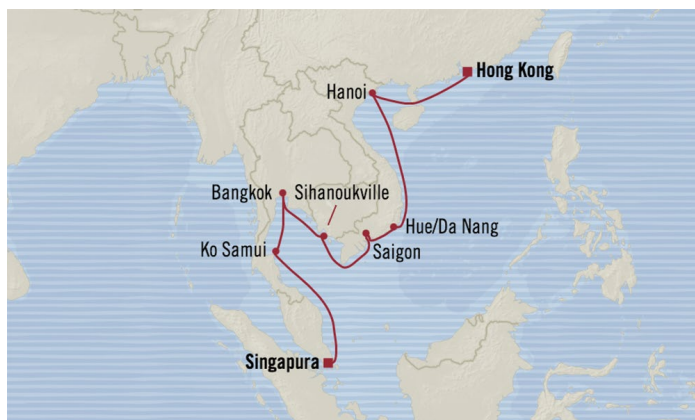 Hong Kong
Hanoi
Bangkok
Sihanoukville
Hue/Da Nang
Ko Samui
Saigon
Singapura